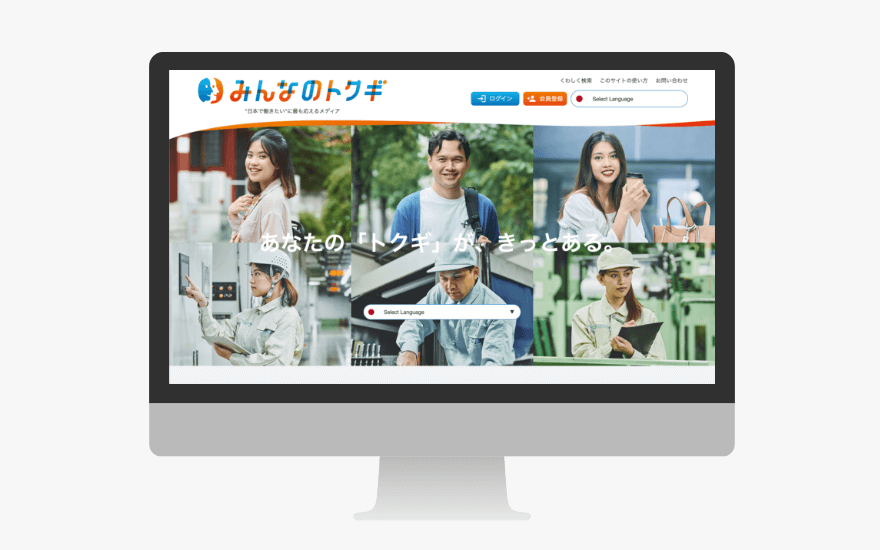 みんなのトクギ
"日本で働きたい"に最も応えるメディア
くわしく検索 このサイトの使い方 お問い合わせ
ログイン 会員登録 Select Language
あなたの「トクギ」が、きっとある。
Select Language